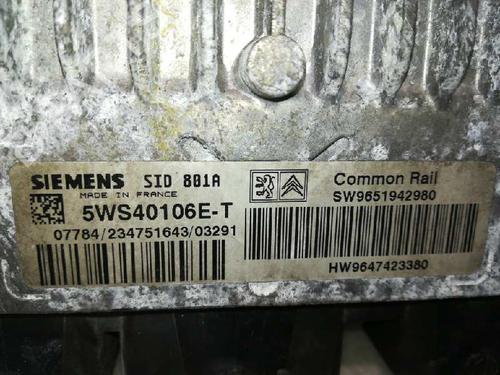 SIEMENS SID 801A
MADE IN FRANCE
5WS40106E-T
07784/234751643/03291
Common Rail
SW9651942980
HW9647423380